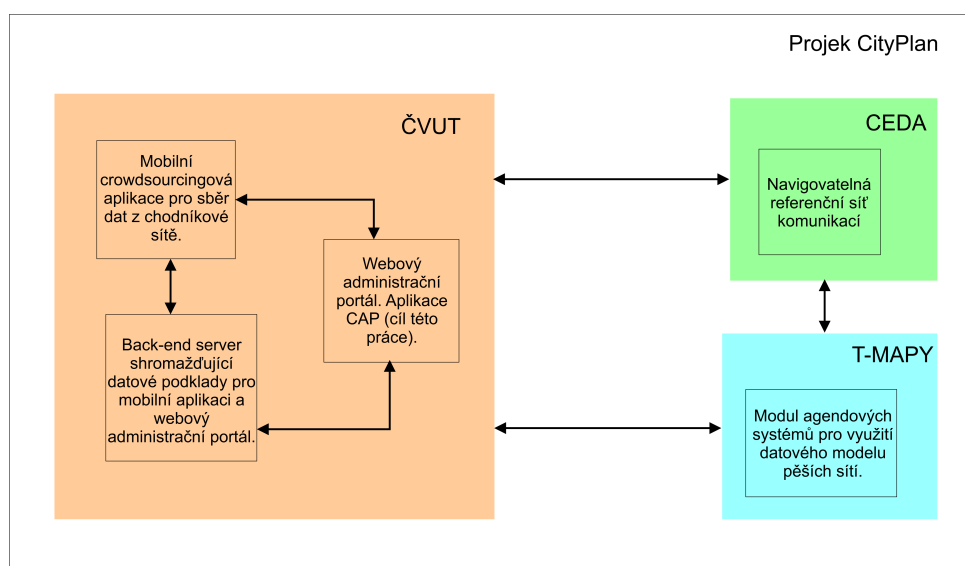 Projek CityPlan
ČVUT
Mobilní
crowdsourcingová
aplikace pro sběr
dat z chodníkové
sítě.
Webový
administrační
portál. Aplikace
CAP (cíl této
práce).
Back-end server
shromažďující
datové podklady pro
mobilní aplikaci a
webový
administrační portál.
CEDA
Navigovatelná
referenční síť
komunikací
T-MAPY
Modul agendových
systémů pro využití
datového modelu
pěších sítí.